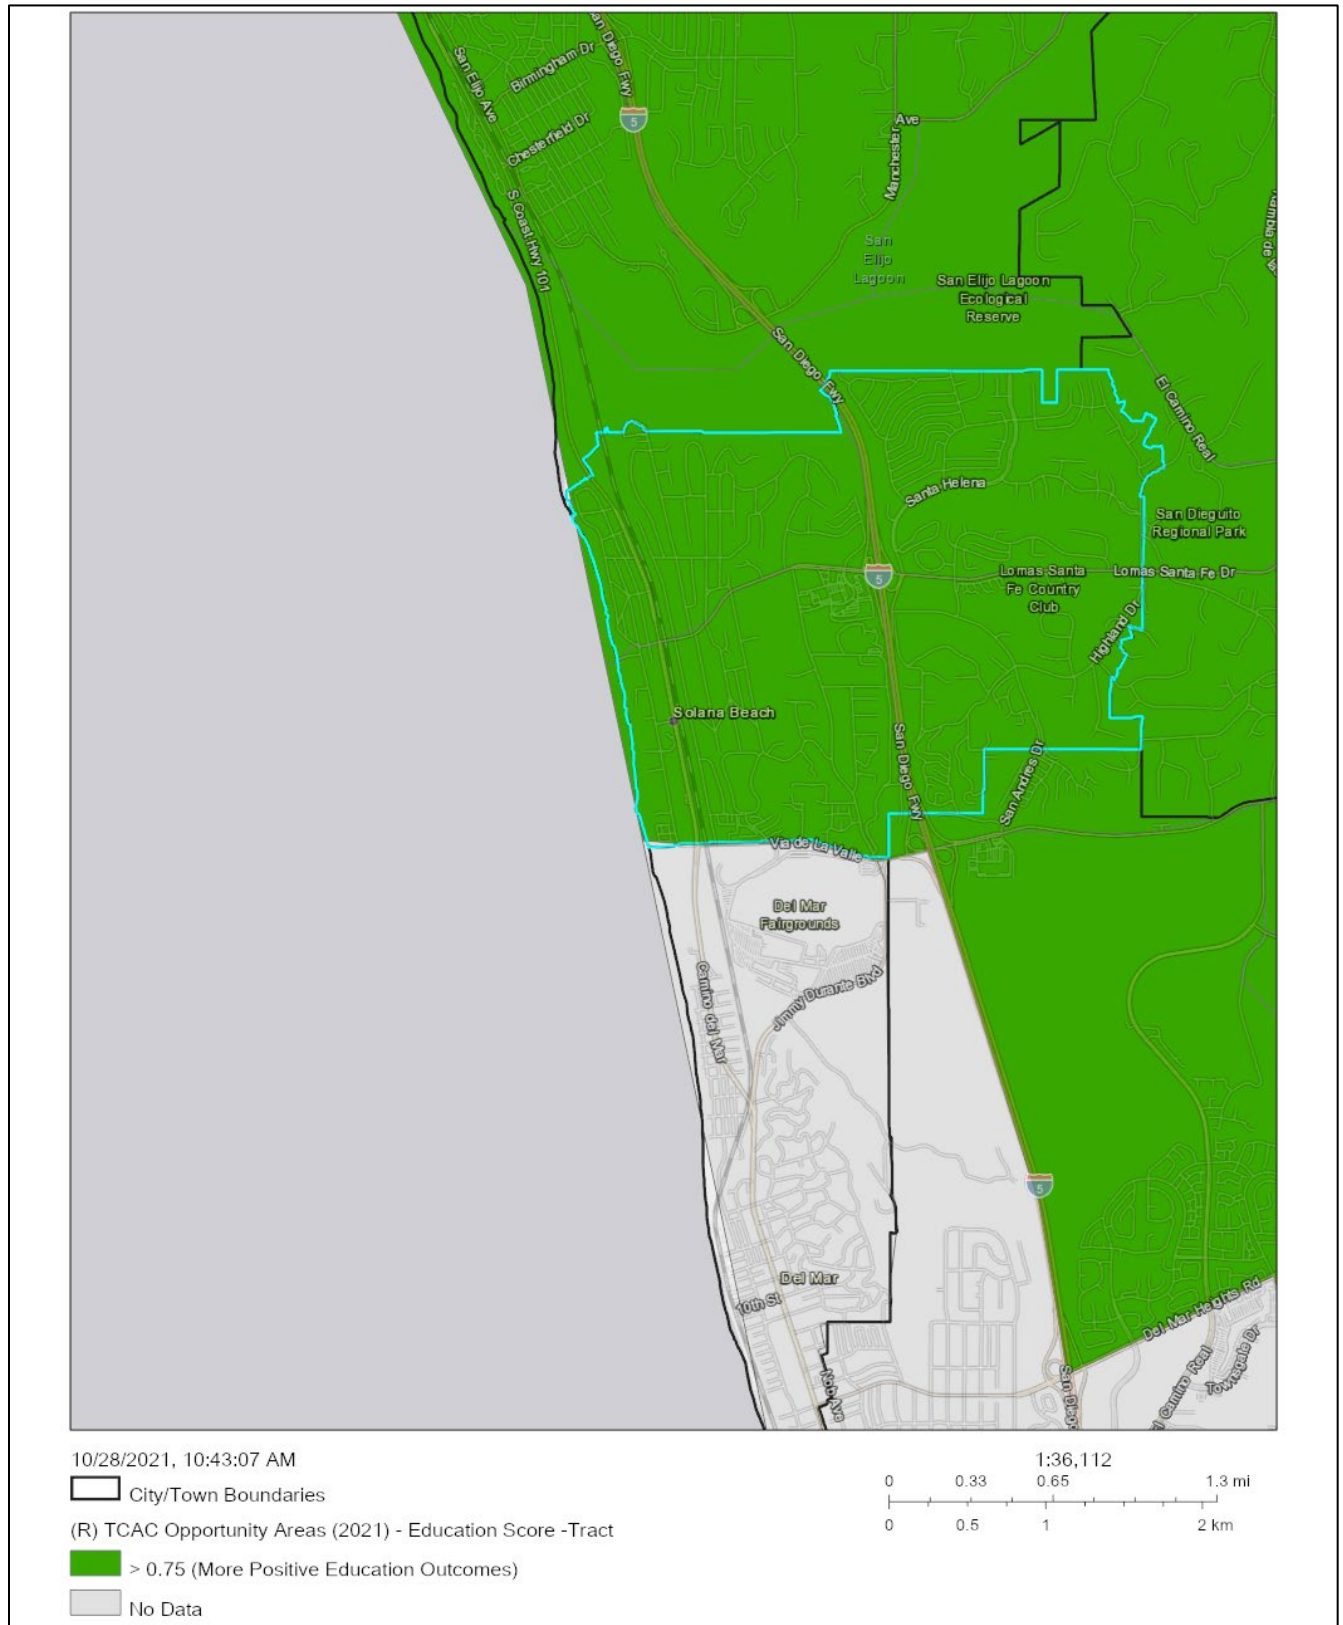 San Diego Fwy
San Elijo Ave
Birmingham Dr
5
Chesterfield Dr
Manchester Ave
S Coast Hwy 101
San
Elijo
Lagoon
San Elijo Lagoon
Ecological
Reserve
San Diego Fwy
El Camino Real
Santa Helena
San Dieguito
Regional Park
5
Lomas Santa
Fe Country
Club
Lomas Santa Fe Dr
Highland Dr
Solana Beach
San Diego Fwy
San Andres Dr
Via de La Valle
Del Mar
Fairgrounds
Camino del Mar
Jimmy Durante Blvd
5
Del Mar
10th St
Del Mar Heights Rd
Nob Ave
San Diego
El Camino Real
Townsgate Dr
10/28/2021, 10:43:07 AM
1:36,112
0 0.33 0.65 1.3 mi
0 0.5 1 2 km
City/Town Boundaries
(R) TCAC Opportunity Areas (2021) - Education Score -Tract
> 0.75 (More Positive Education Outcomes)
No Data